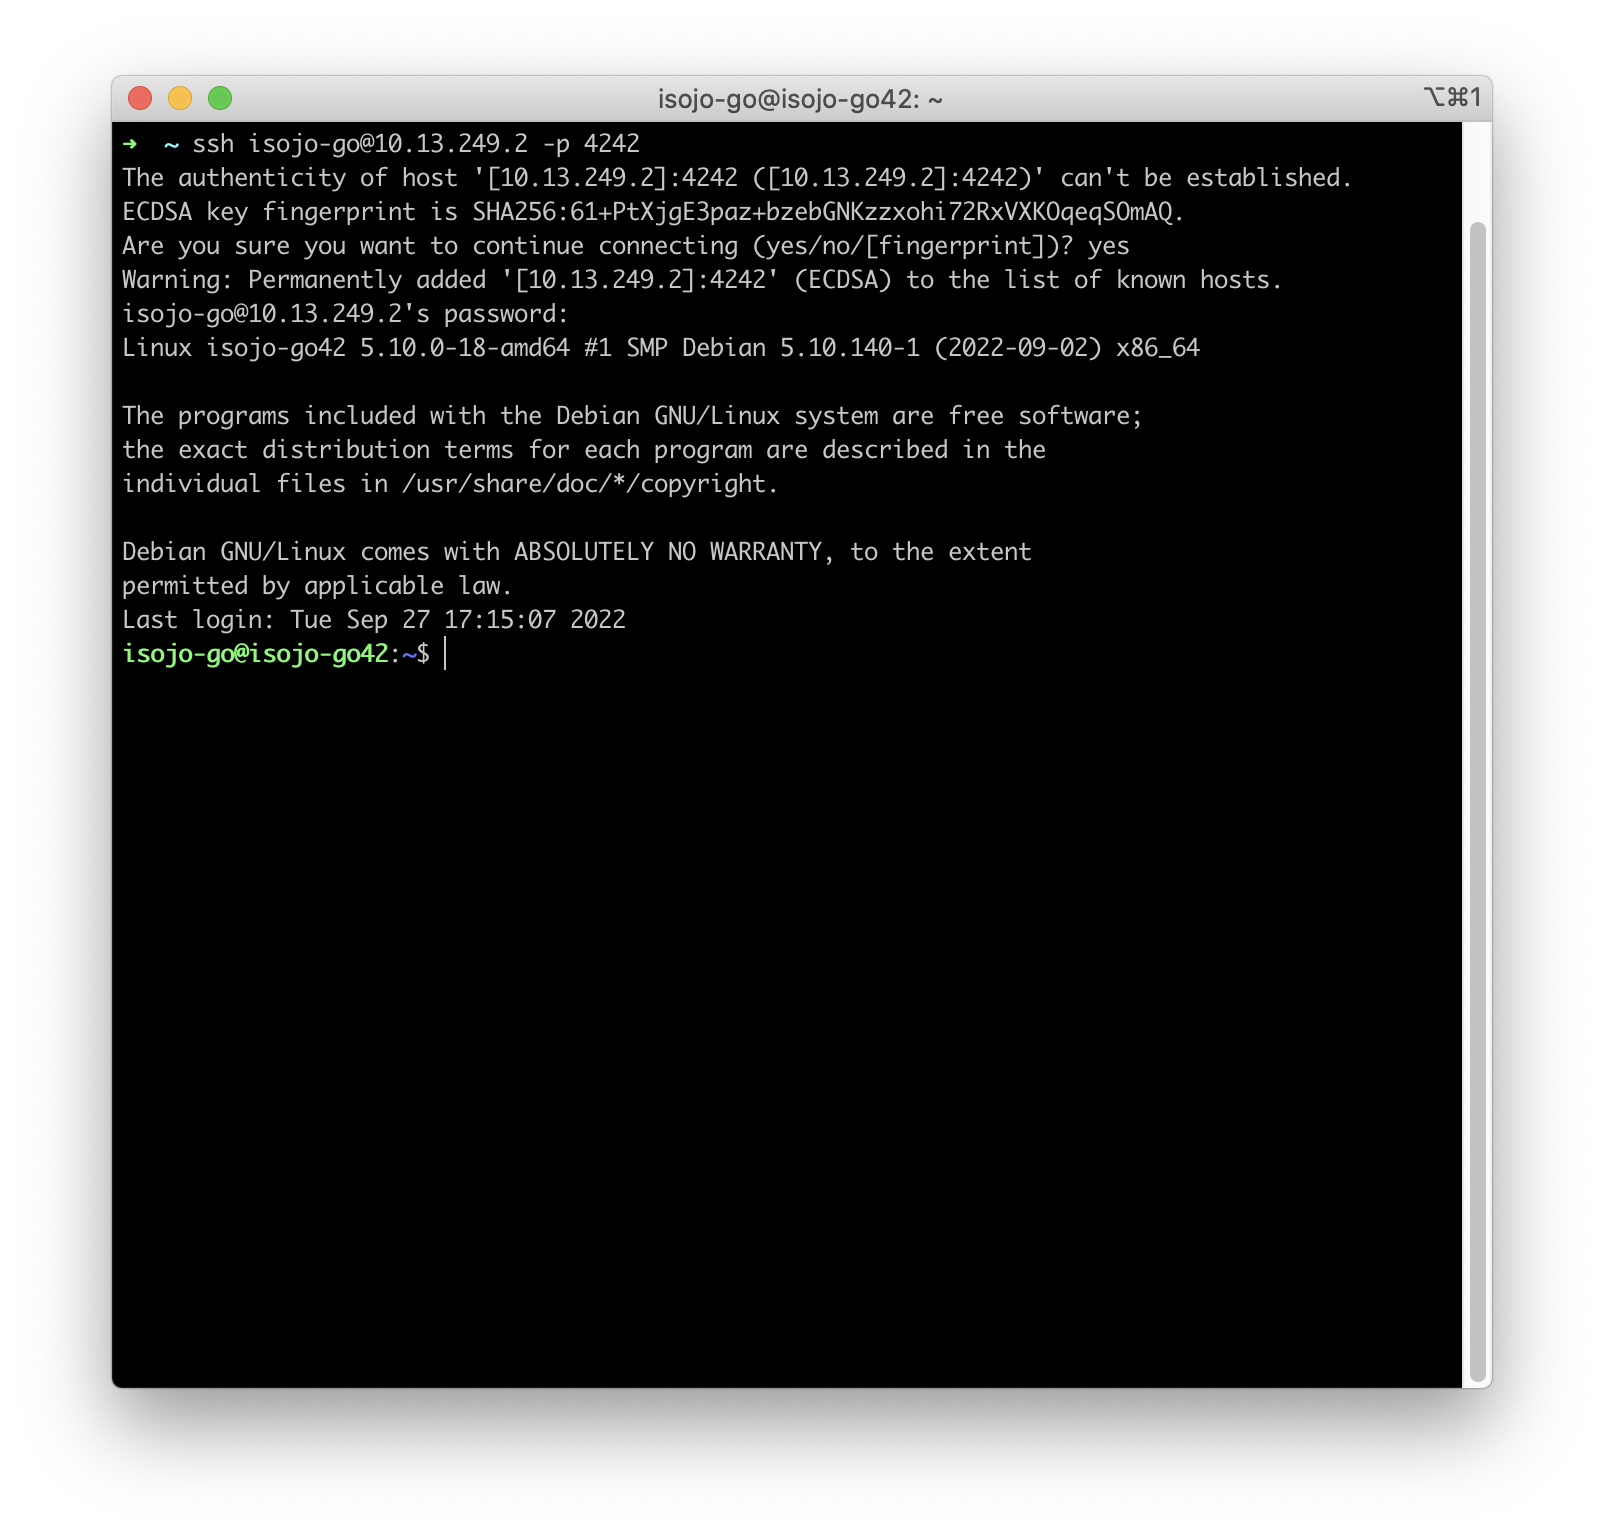 isojo-go@isojo-go42: ~ ⌥⌘1
➜  ~ ssh isojo-go@10.13.249.2 -p 4242
The authenticity of host '[10.13.249.2]:4242 ([10.13.249.2]:4242)' can't be established.
ECDSA key fingerprint is SHA256:61+PtXjgE3paz+bzebGNKzzxohi72RxVXKOqeqSOmAQ.
Are you sure you want to continue connecting (yes/no/[fingerprint])? yes
Warning: Permanently added '[10.13.249.2]:4242' (ECDSA) to the list of known hosts.
isojo-go@10.13.249.2's password:
Linux isojo-go42 5.10.0-18-amd64 #1 SMP Debian 5.10.140-1 (2022-09-02) x86_64
The programs included with the Debian GNU/Linux system are free software;
the exact distribution terms for each program are described in the
individual files in /usr/share/doc/*/copyright.
Debian GNU/Linux comes with ABSOLUTELY NO WARRANTY, to the extent
permitted by applicable law.
Last login: Tue Sep 27 17:15:07 2022
isojo-go@isojo-go42:~$